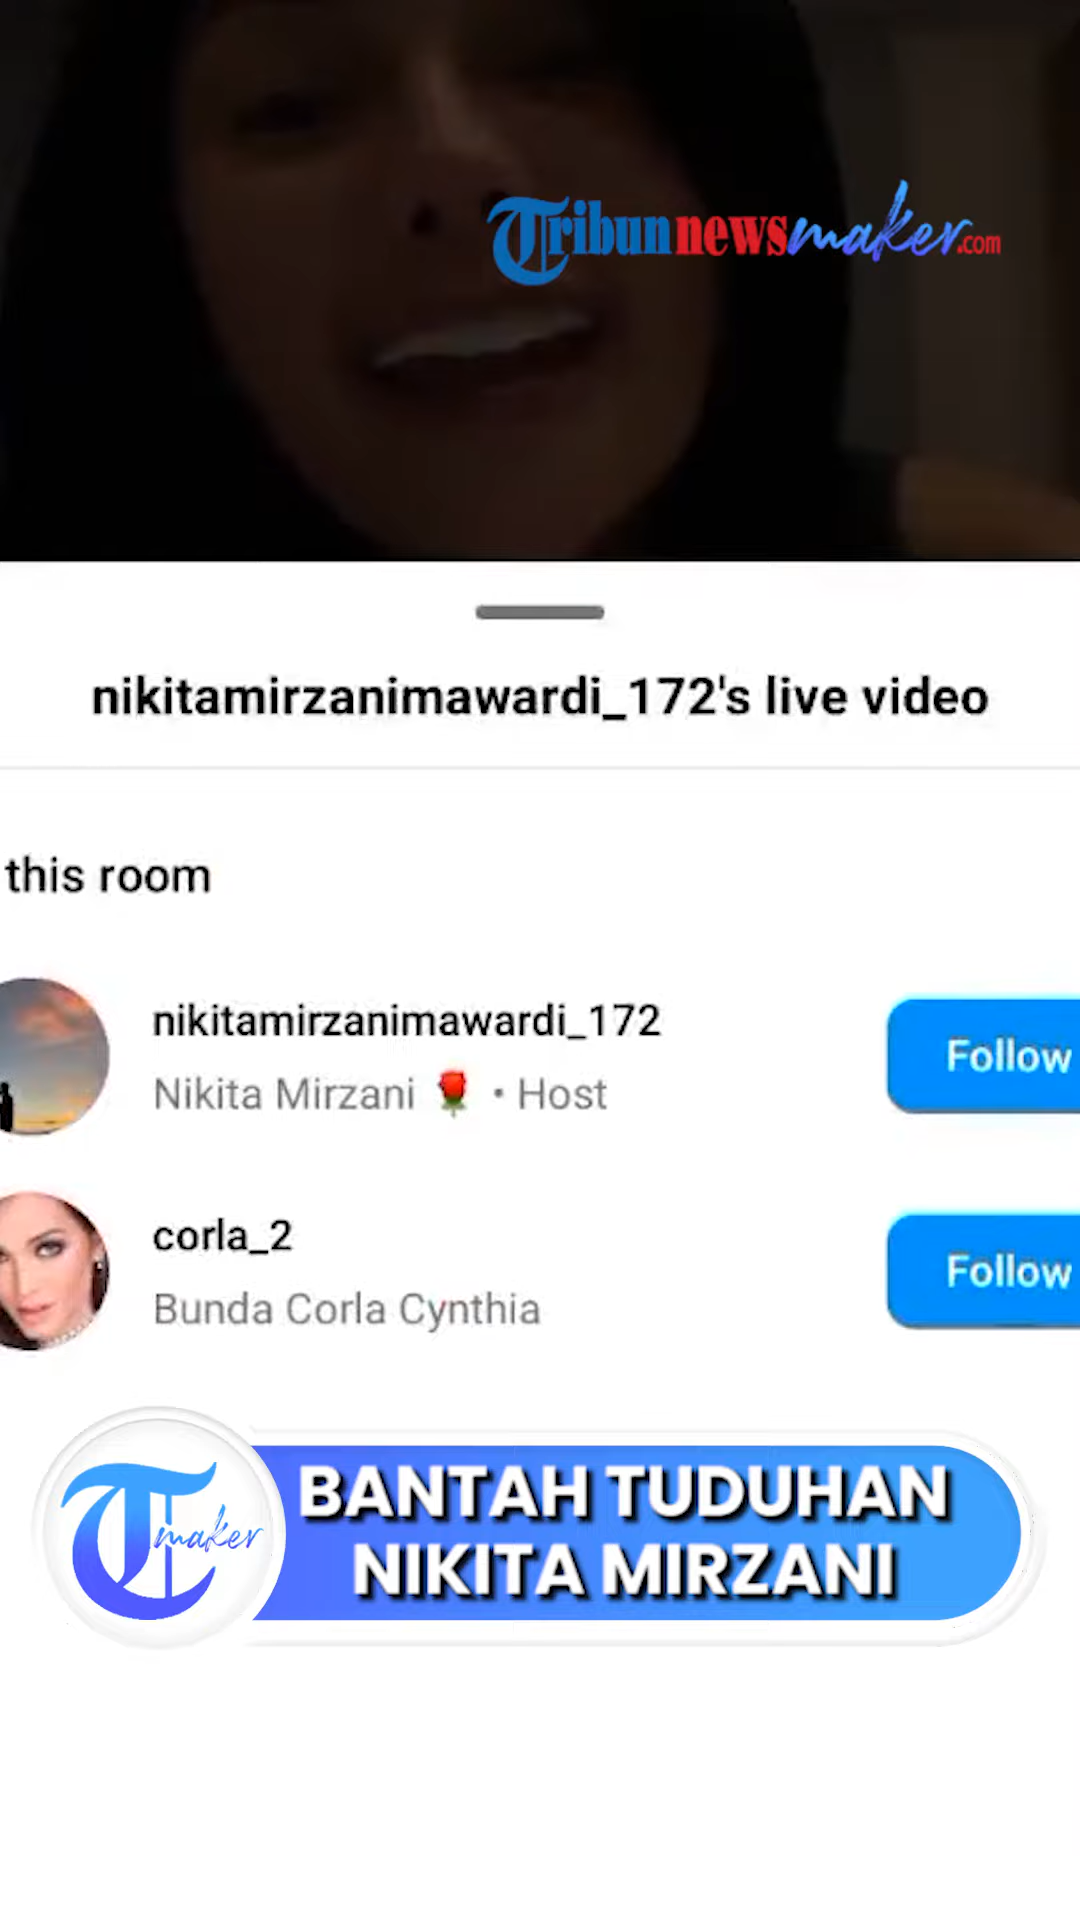 Tribunnewsmaker.com
nikitamirzanimawardi_172's live video
this room
nikitamirzanimawardi_172
Nikita Mirzani 🌹 • Host
Follow
corla_2
Bunda Corla Cynthia
Follow
T maker
BANTAH TUDUHAN
NIKITA MIRZANI